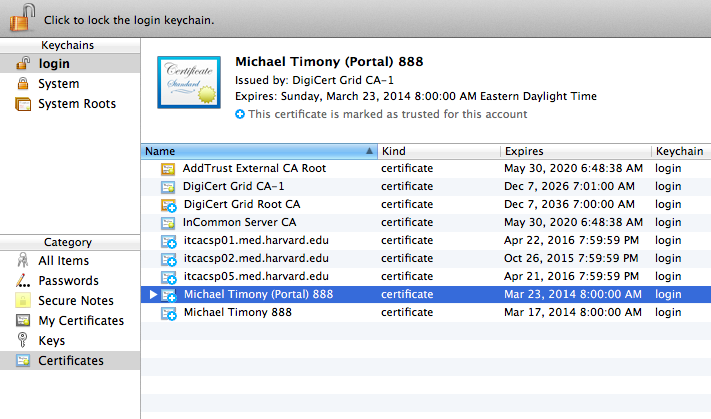 Click to lock the login keychain.
Keychains
login
System
System Roots
Category
All Items
Passwords
Secure Notes
My Certificates
Keys
Certificates
Certificate
Standard
Michael Timony (Portal) 888
Issued by: DigiCert Grid CA-1
Expires: Sunday, March 23, 2014 8:00:00 AM Eastern Daylight Time
This certificate is marked as trusted for this account
Name Kind Expires Keychain
AddTrust External CA Root certificate May 30, 2020 6:48:38 AM login
DigiCert Grid CA-1 certificate Dec 7, 2026 7:01:00 AM login
DigiCert Grid Root CA certificate Dec 7, 2036 7:00:00 AM login
InCommon Server CA certificate May 30, 2020 6:48:38 AM login
itcacsp01.med.harvard.edu certificate Apr 22, 2016 7:59:59 PM login
itcacsp02.med.harvard.edu certificate Oct 26, 2015 7:59:59 PM login
itcacsp05.med.harvard.edu certificate Apr 21, 2016 7:59:59 PM login
Michael Timony (Portal) 888 certificate Mar 23, 2014 8:00:00 AM login
Michael Timony 888 certificate Mar 17, 2014 8:00:00 AM login